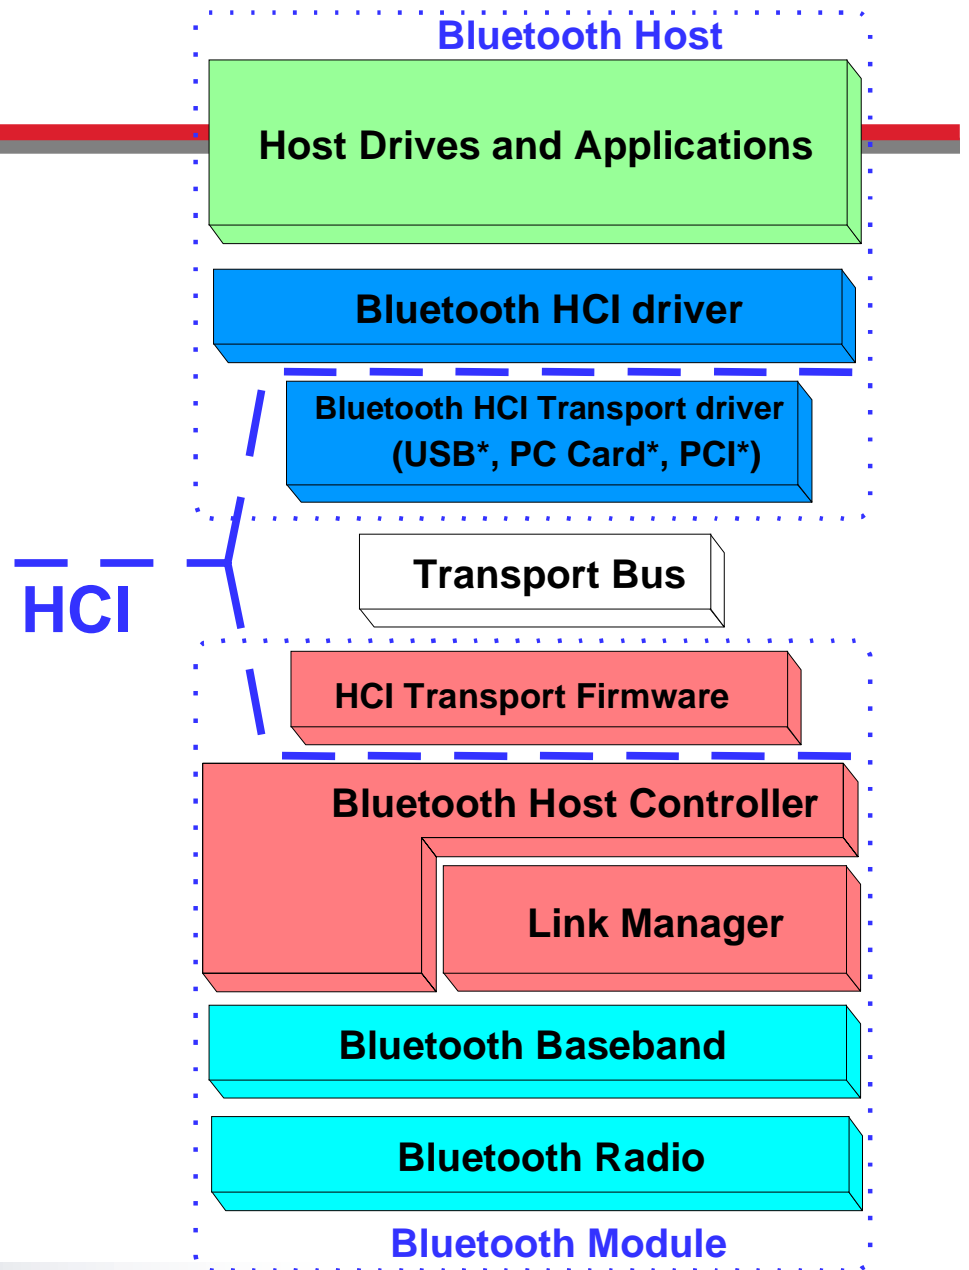 Bluetooth Host
Host Drives and Applications
Bluetooth HCI driver
Bluetooth HCI Transport driver
(USB*, PC Card*, PCI*)
Transport Bus
HCI
HCI Transport Firmware
Bluetooth Host Controller
Link Manager
Bluetooth Baseband
Bluetooth Radio
Bluetooth Module